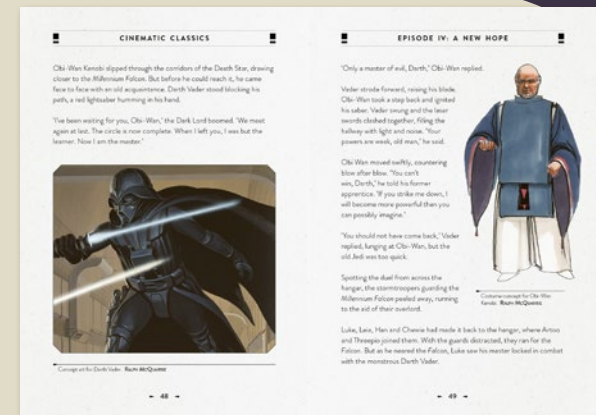 CINEMATIC CLASSICS
Obi-Wan Kenobi slipped through the corridors of the Death Star, drawing
closer to the Millennium Falcon. But before he could reach it, he came
face to face with an old acquaintance. Darth Vader stood blocking his
path, a red lightsaber humming in his hand.
'I've been waiting for you, Obi-Wan,' the Dark Lord boomed. 'We meet
again at last. The circle is now complete. When I left you, I was but the
learner. Now I am the master.'
Concept art for Darth Vader. RALPH MCQUARRIE
48
EPISODE IV: A NEW HOPE
'Only a master of evil, Darth,' Obi-Wan replied.
Vader strode forward, raising his blade.
Obi-Wan took a step back and ignited
his saber. Vader swung and the laser
swords clashed together, filling the
hallway with light and noise. 'Your
powers are weak, old man,' he said.
Obi Wan moved swiftly, countering
blow after blow. 'You can't
win, Darth,' he told his former
apprentice. 'If you strike me down, I
will become more powerful than you
can possibly imagine.'
'You should not have come back,' Vader
replied, lunging at Obi-Wan, but the
old Jedi was too quick.
Spotting the duel from across the
hangar, the stormtroopers guarding the
Millennium Falcon peeled away, running
to the aid of their overlord.
Costume concept for Obi-Wan
Kenobi. RALPH MCQUARRIE
Luke, Leia, Han and Chewie had made it back to the hangar, where Artoo
and Threepio joined them. With the guards distracted, they ran for the
Falcon. But as he neared the Falcon, Luke saw his master locked in combat
with the monstrous Darth Vader.
49